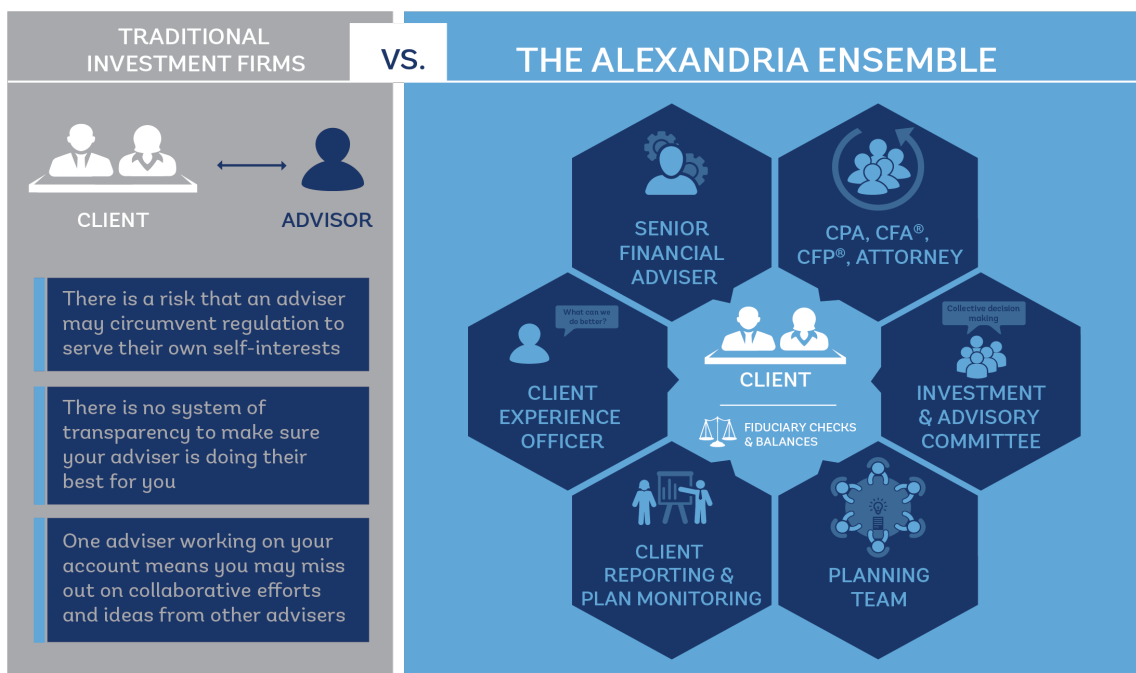 TRADITIONAL
INVESTMENT FIRMS
VS.
THE ALEXANDRIA ENSEMBLE
CLIENT
ADVISOR
There is a risk that an adviser
may circumvent regulation to
serve their own self-interests
There is no system of
transparency to make sure
your adviser is doing their
best for you
One adviser working on your
account means you may miss
out on collaborative efforts
and ideas from other advisers
SENIOR
FINANCIAL
ADVISER
CPA, CFA®,
CFP®, ATTORNEY
What can we
do better?
CLIENT
EXPERIENCE
OFFICER
CLIENT
FIDUCIARY CHECKS
& BALANCES
Collective decision
making
INVESTMENT
& ADVISORY
COMMITTEE
CLIENT
REPORTING &
PLAN MONITORING
PLANNING
TEAM